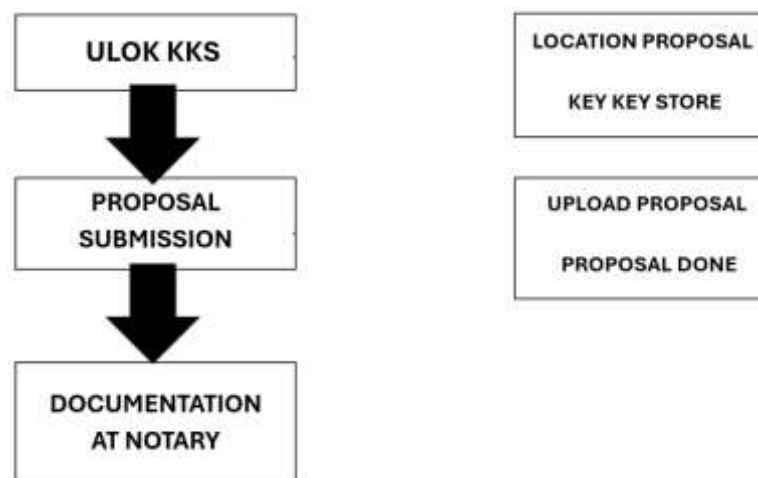 ULOK KKS
PROPOSAL
SUBMISSION
DOCUMENTATION
AT NOTARY
LOCATION PROPOSAL
KEY KEY STORE
UPLOAD PROPOSAL
PROPOSAL DONE